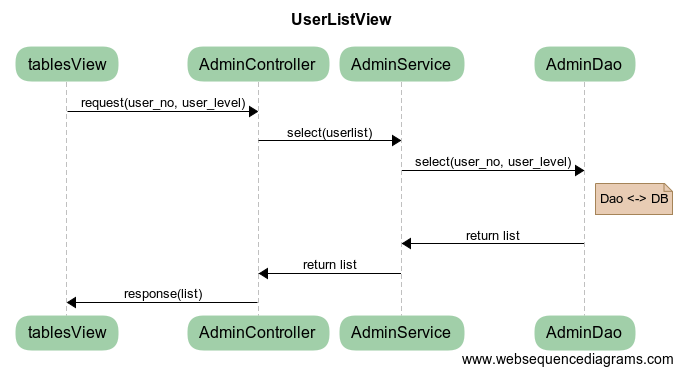 UserListView
tablesView AdminController AdminService AdminDao
request(user_no, user_level)
select(userlist)
select(user_no, user_level)
Dao <-> DB
return list
return list
response(list)
tablesView AdminController AdminService AdminDao
www.websequencediagrams.com